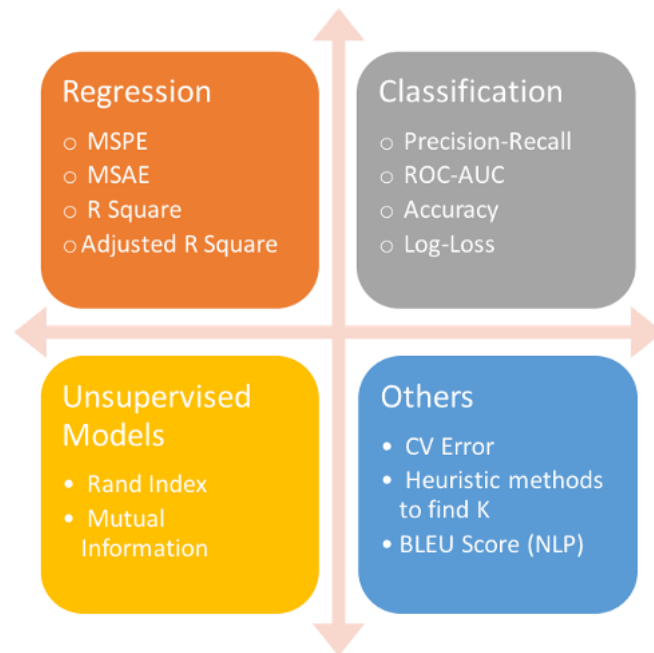 Regression
○ MSPE
○ MSAE
○ R Square
○ Adjusted R Square
Classification
○ Precision-Recall
○ ROC-AUC
○ Accuracy
○ Log-Loss
Unsupervised
Models
• Rand Index
• Mutual
Information
Others
• CV Error
• Heuristic methods
to find K
• BLEU Score (NLP)